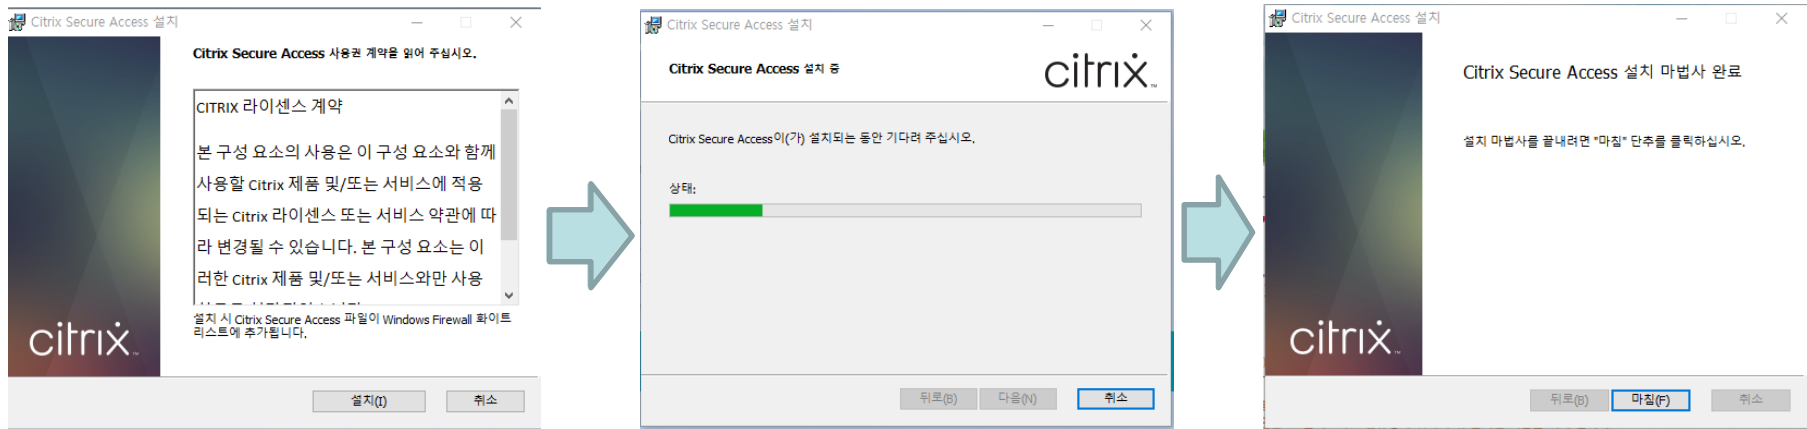 Citrix Secure Access 설치
Citrix Secure Access 사용권 계약을 읽어 주십시오.
CITRIX 라이센스 계약
본 구성 요소의 사용은 이 구성 요소와 함께
사용할 Citrix 제품 및/또는 서비스에 적용
되는 Citrix 라이센스 또는 서비스 약관에 따
라 변경될 수 있습니다. 본 구성 요소는 이
러한 Citrix 제품 및/또는 서비스와만 사용
설치 시 Citrix Secure Access 파일이 Windows Firewall 화이트
리스트에 추가됩니다.
citrix
설치(I)
취소
Citrix Secure Access 설치
Citrix Secure Access 설치 중
citrix
Citrix Secure Access이(가) 설치되는 동안 기다려 주십시오.
상태:
뒤로(B)
다음(N)
취소
Citrix Secure Access 설치
Citrix Secure Access 설치 마법사 완료
설치 마법사를 끝내려면 "마침" 단추를 클릭하십시오.
citrix
뒤로(B)
마침(F)
취소